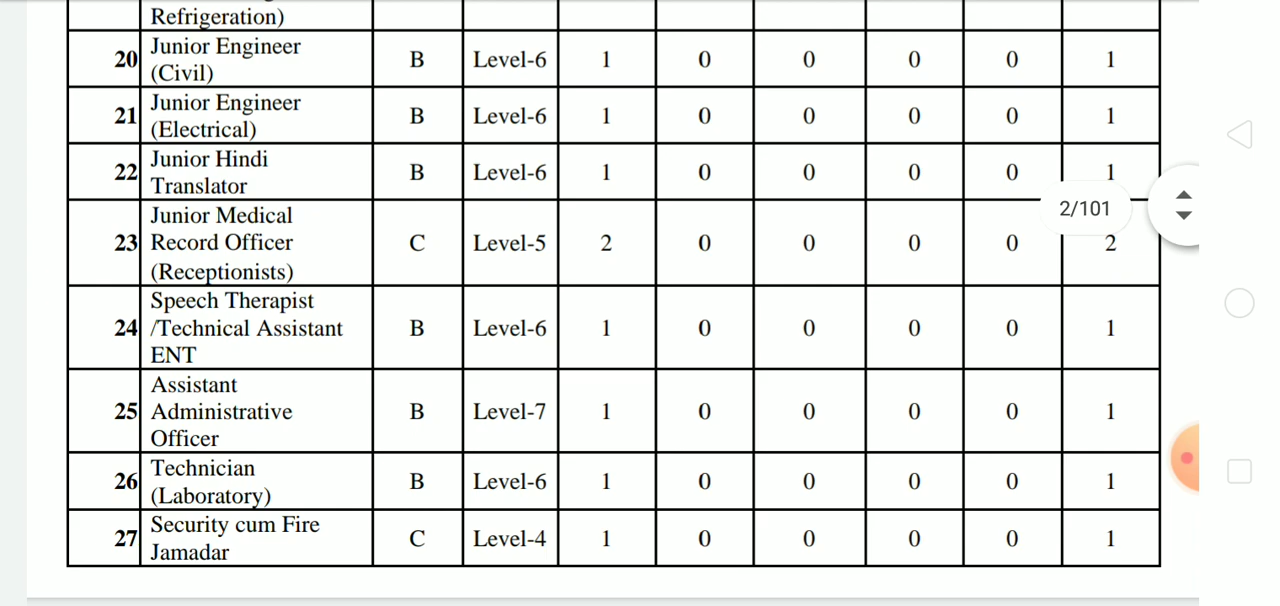 Refrigeration)
20 Junior Engineer (Civil) B Level-6 1 0 0 0 0 1
21 Junior Engineer (Electrical) B Level-6 1 0 0 0 0 1
22 Junior Hindi Translator B Level-6 1 0 0 0 0 1
2/101
23 Junior Medical Record Officer (Receptionists) C Level-5 2 0 0 0 0 2
24 Speech Therapist /Technical Assistant ENT B Level-6 1 0 0 0 0 1
25 Assistant Administrative Officer B Level-7 1 0 0 0 0 1
26 Technician (Laboratory) B Level-6 1 0 0 0 0 1
27 Security cum Fire Jamadar C Level-4 1 0 0 0 0 1